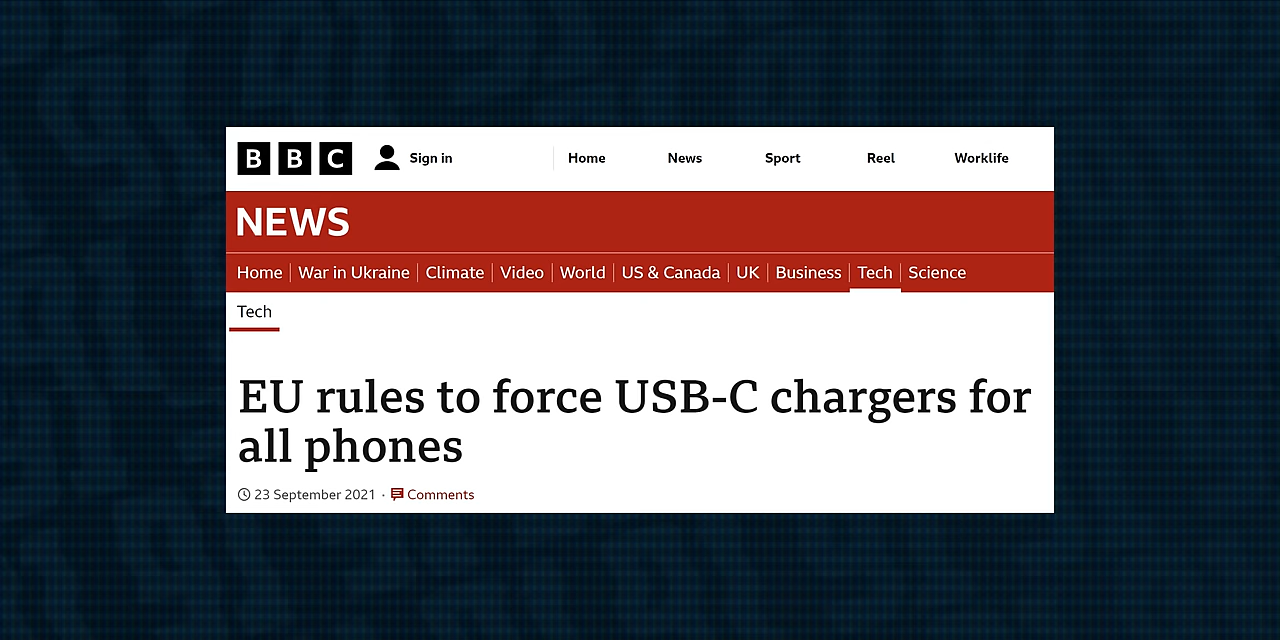 BBC Sign in Home News Sport Reel Worklife
NEWS
Home War in Ukraine Climate Video World US & Canada UK Business Tech Science
Tech
EU rules to force USB-C chargers for
all phones
23 September 2021 · Comments